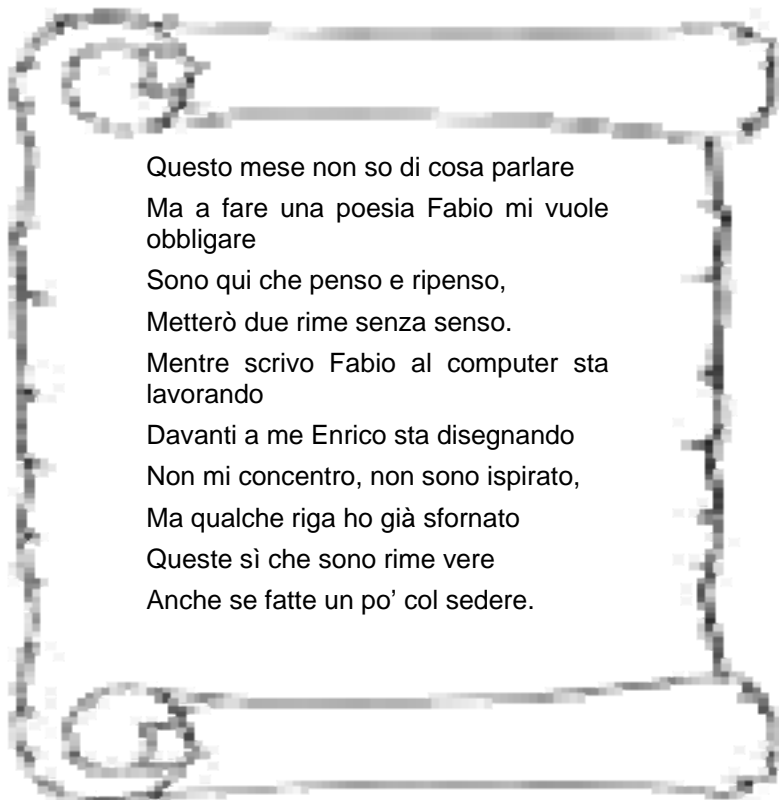 Questo mese non so di cosa parlare
Ma a fare una poesia Fabio mi vuole
obbligare
Sono qui che penso e ripenso,
Metterò due rime senza senso.
Mentre scrivo Fabio al computer sta
lavorando
Davanti a me Enrico sta disegnando
Non mi concentro, non sono ispirato,
Ma qualche riga ho già sfornato
Queste sì che sono rime vere
Anche se fatte un po’ col sedere.